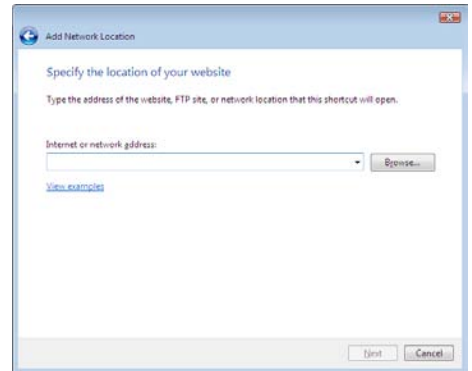 Add Network Location
Specify the location of your website
Type the address of the website, FTP site, or network location that this shortcut will open.
Internet or network address:
Browse...
View examples
Next
Cancel